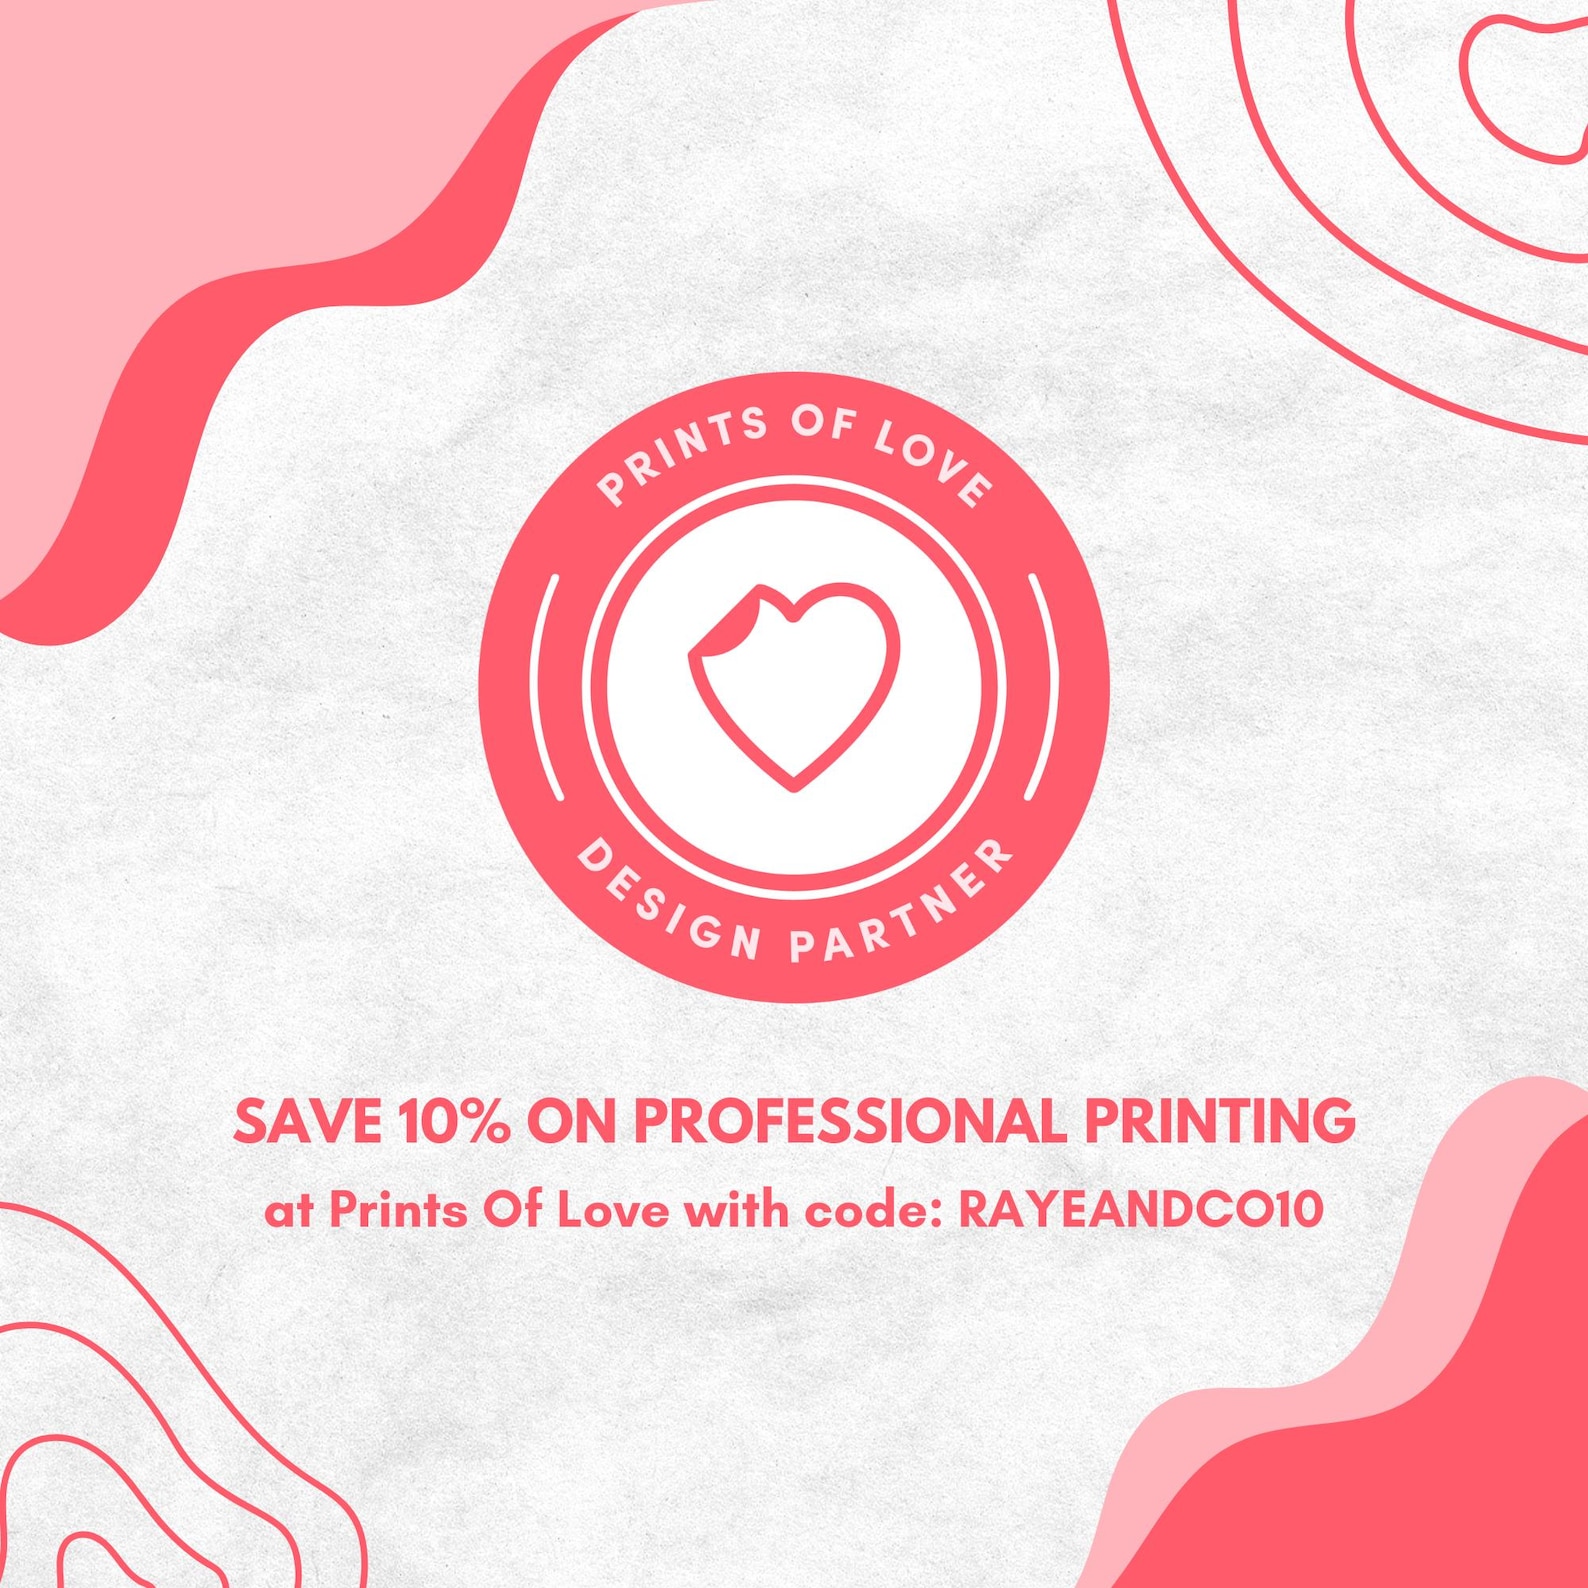 PRINTS OF LOVE
DESIGN PARTNER
SAVE 10% ON PROFESSIONAL PRINTING
at Prints Of Love with code: RAYEANDCO10